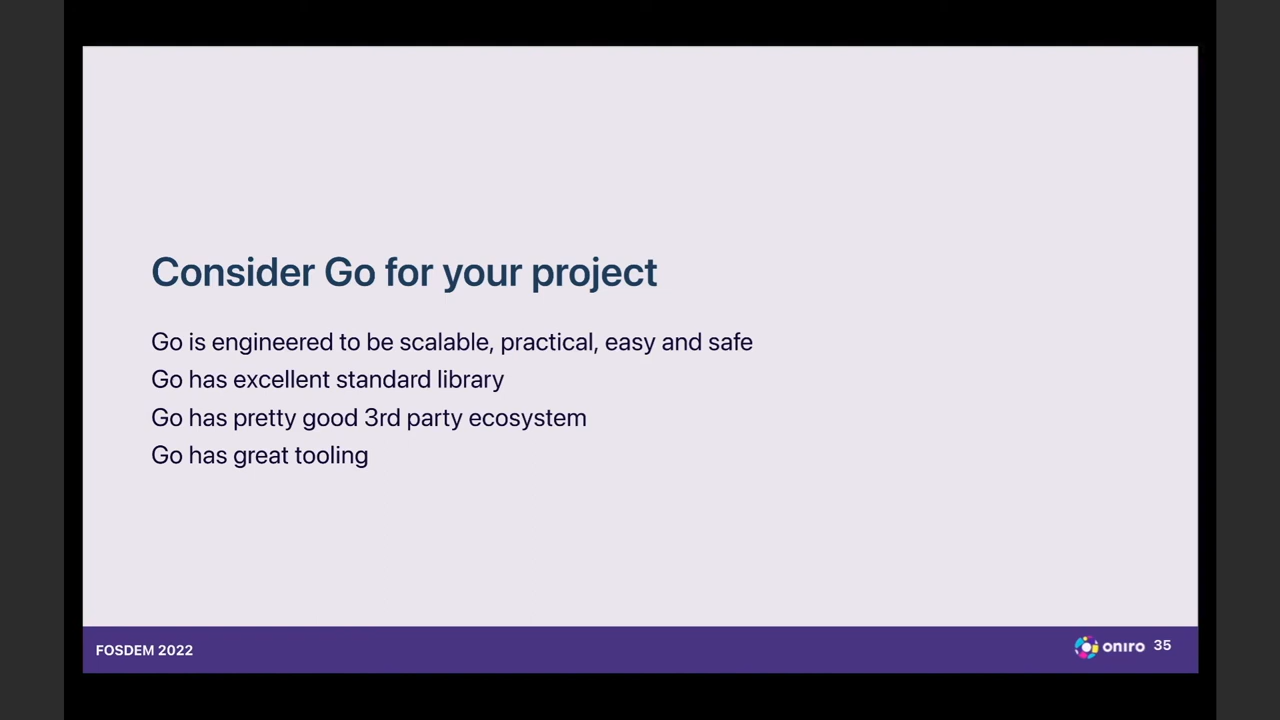 Consider Go for your project
Go is engineered to be scalable, practical, easy and safe
Go has excellent standard library
Go has pretty good 3rd party ecosystem
Go has great tooling
FOSDEM 2022
oniro 35